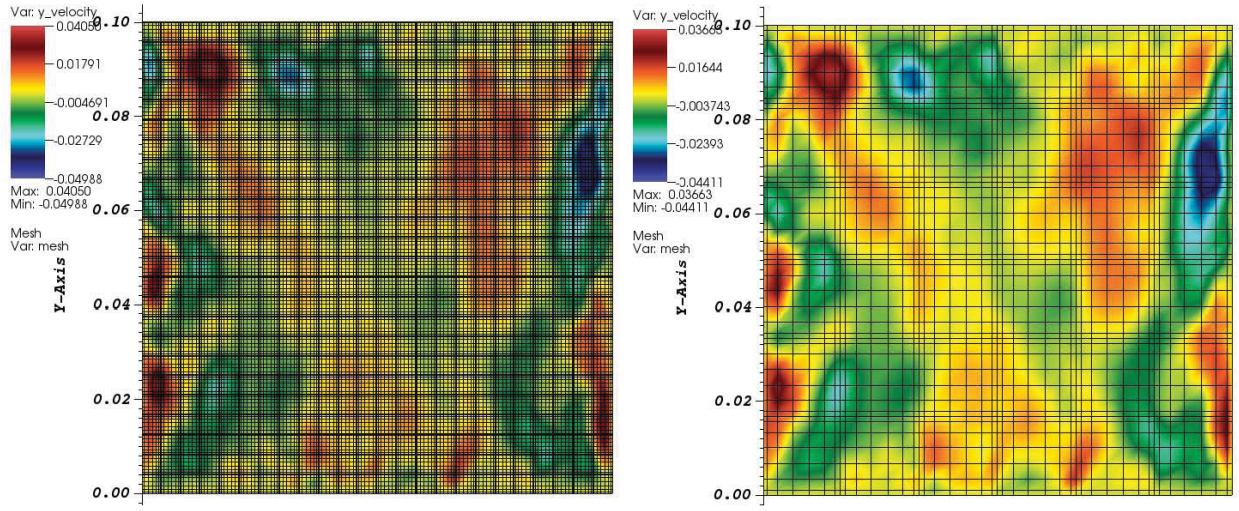 Var: y_velocity
0.04050
0.01791
-0.004691
-0.02729
-0.04988
Max: 0.04050
Min: -0.04988
Mesh
Var: mesh
Y-Axis
0.10
0.08
0.06
0.04
0.02
0.00
Var: y_velocity
0.03663
0.01644
-0.003743
-0.02393
-0.04411
Max: 0.03663
Min: -0.04411
Mesh
Var: mesh
Y-Axis
0.10
0.08
0.06
0.04
0.02
0.00